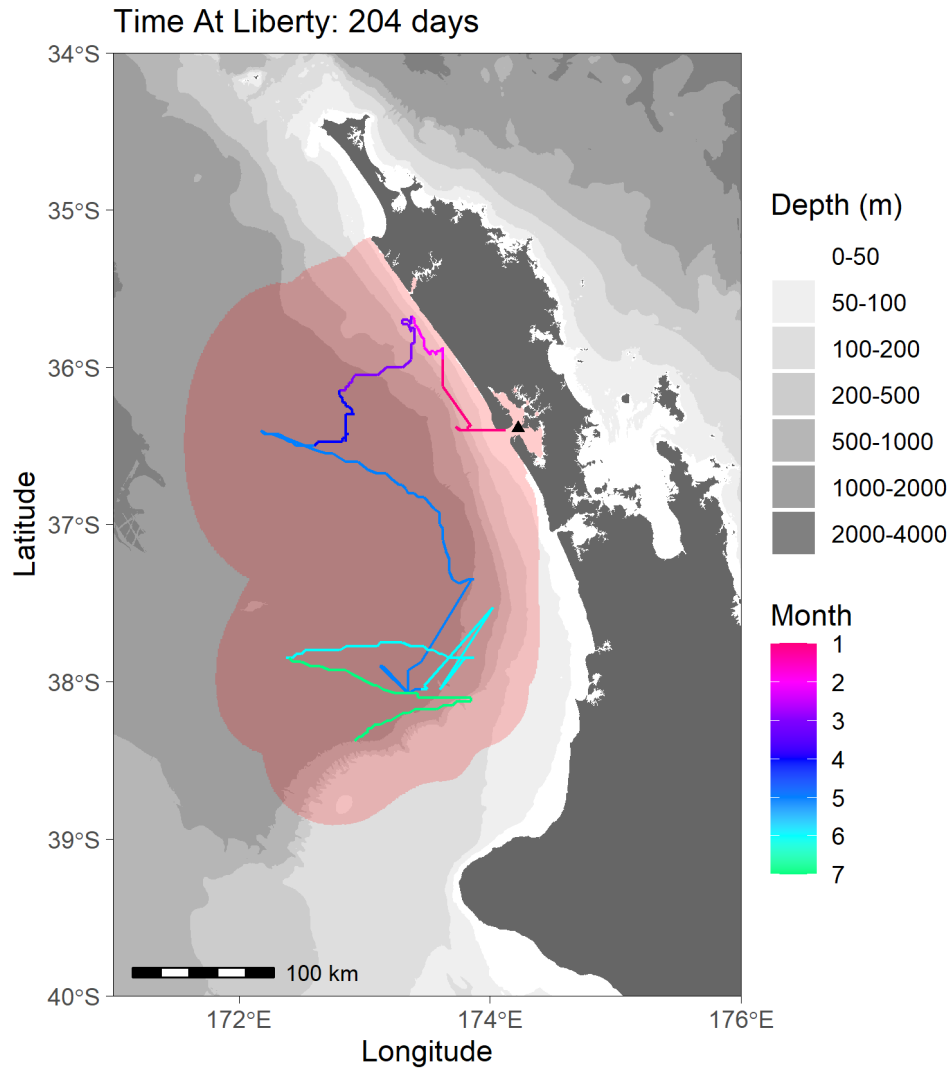 Time At Liberty: 204 days
34°S
35°S
36°S
37°S
38°S
39°S
40°S
Latitude
100 km
172°E
174°E
176°E
Longitude
Depth (m)
0-50
50-100
100-200
200-500
500-1000
1000-2000
2000-4000
Month
1
2
3
4
5
6
7